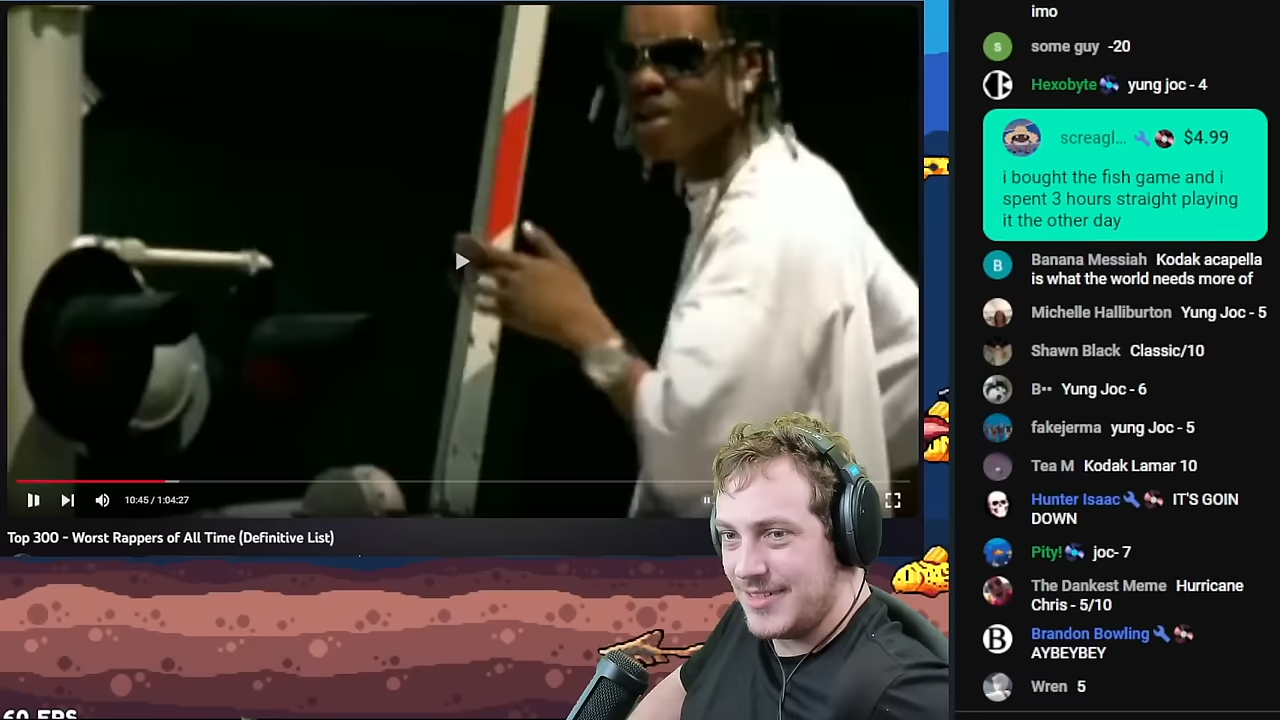 10:45 / 1:04:27
Top 300 - Worst Rappers of All Time (Definitive List)
60 FPS
imo
s
some guy -20
Hexobyte yung joc - 4
screagl... $4.99
i bought the fish game and i
spent 3 hours straight playing
it the other day
B
Banana Messiah Kodak acapella
is what the world needs more of
Michelle Halliburton Yung Joc - 5
Shawn Black Classic/10
B•• Yung Joc - 6
fakejerma yung Joc - 5
Tea M Kodak Lamar 10
Hunter Isaac IT'S GOIN
DOWN
Pity! joc- 7
The Dankest Meme Hurricane
Chris - 5/10
B
Brandon Bowling
AYBEYBEY
Wren 5